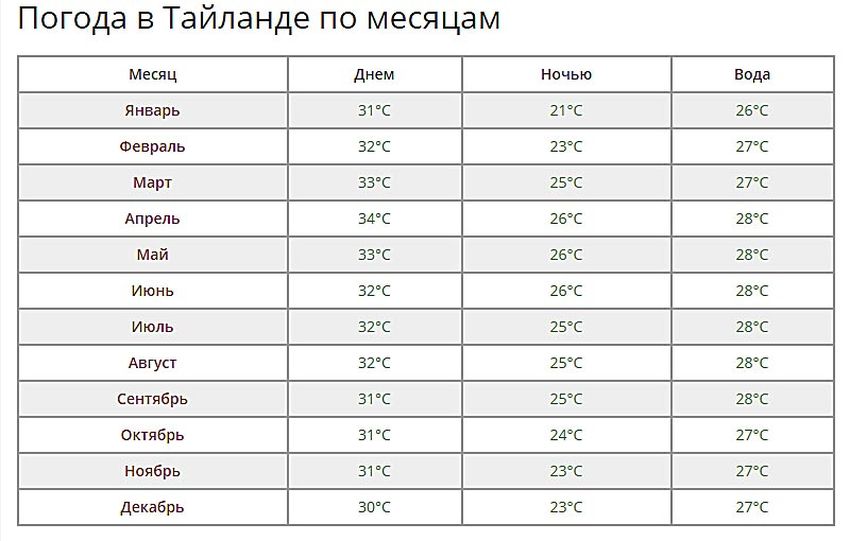 Погода в Тайланде по месяцам
Месяц Днем Ночью Вода
Январь 31°C 21°C 26°C
Февраль 32°C 23°C 27°C
Март 33°C 25°C 27°C
Апрель 34°C 26°C 28°C
Май 33°C 26°C 28°C
Июнь 32°C 26°C 28°C
Июль 32°C 25°C 28°C
Август 32°C 25°C 28°C
Сентябрь 31°C 25°C 28°C
Октябрь 31°C 24°C 27°C
Ноябрь 31°C 23°C 27°C
Декабрь 30°C 23°C 27°C